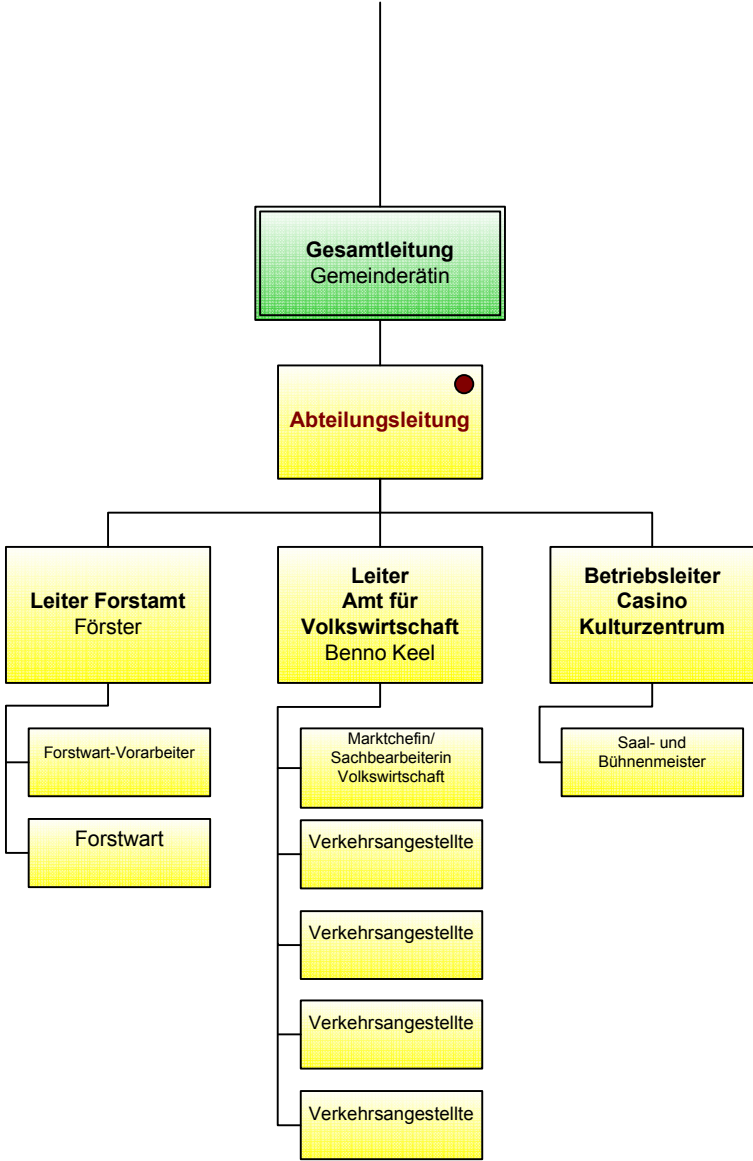 Gesamtleitung
Gemeinderätin
Abteilungsleitung
Leiter Forstamt
Förster
Leiter
Amt für
Volkswirtschaft
Benno Keel
Betriebsleiter
Casino
Kulturzentrum
Forstwart-Vorarbeiter
Forstwart
Marktchefin/
Sachbearbeiterin
Volkswirtschaft
Verkehrsangestellte
Verkehrsangestellte
Verkehrsangestellte
Verkehrsangestellte
Saal- und
Bühnenmeister